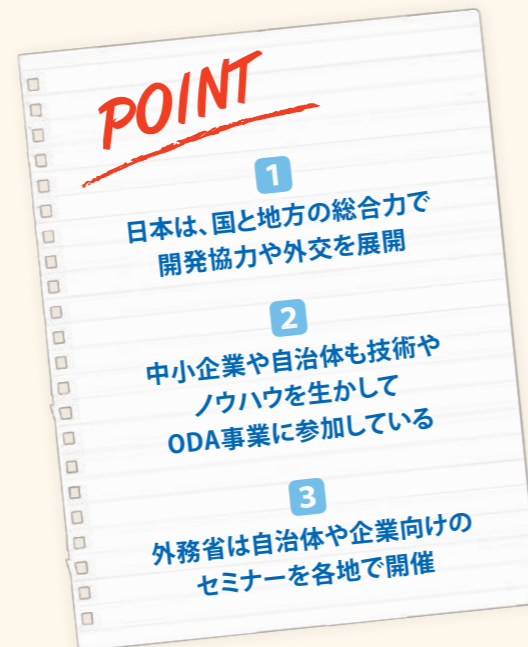 POINT
1
日本は、国と地方の総合力で
開発協力や外交を展開
2
中小企業や自治体も技術や
ノウハウを生かして
ODA事業に参加している
3
外務省は自治体や企業向けの
セミナーを各地で開催